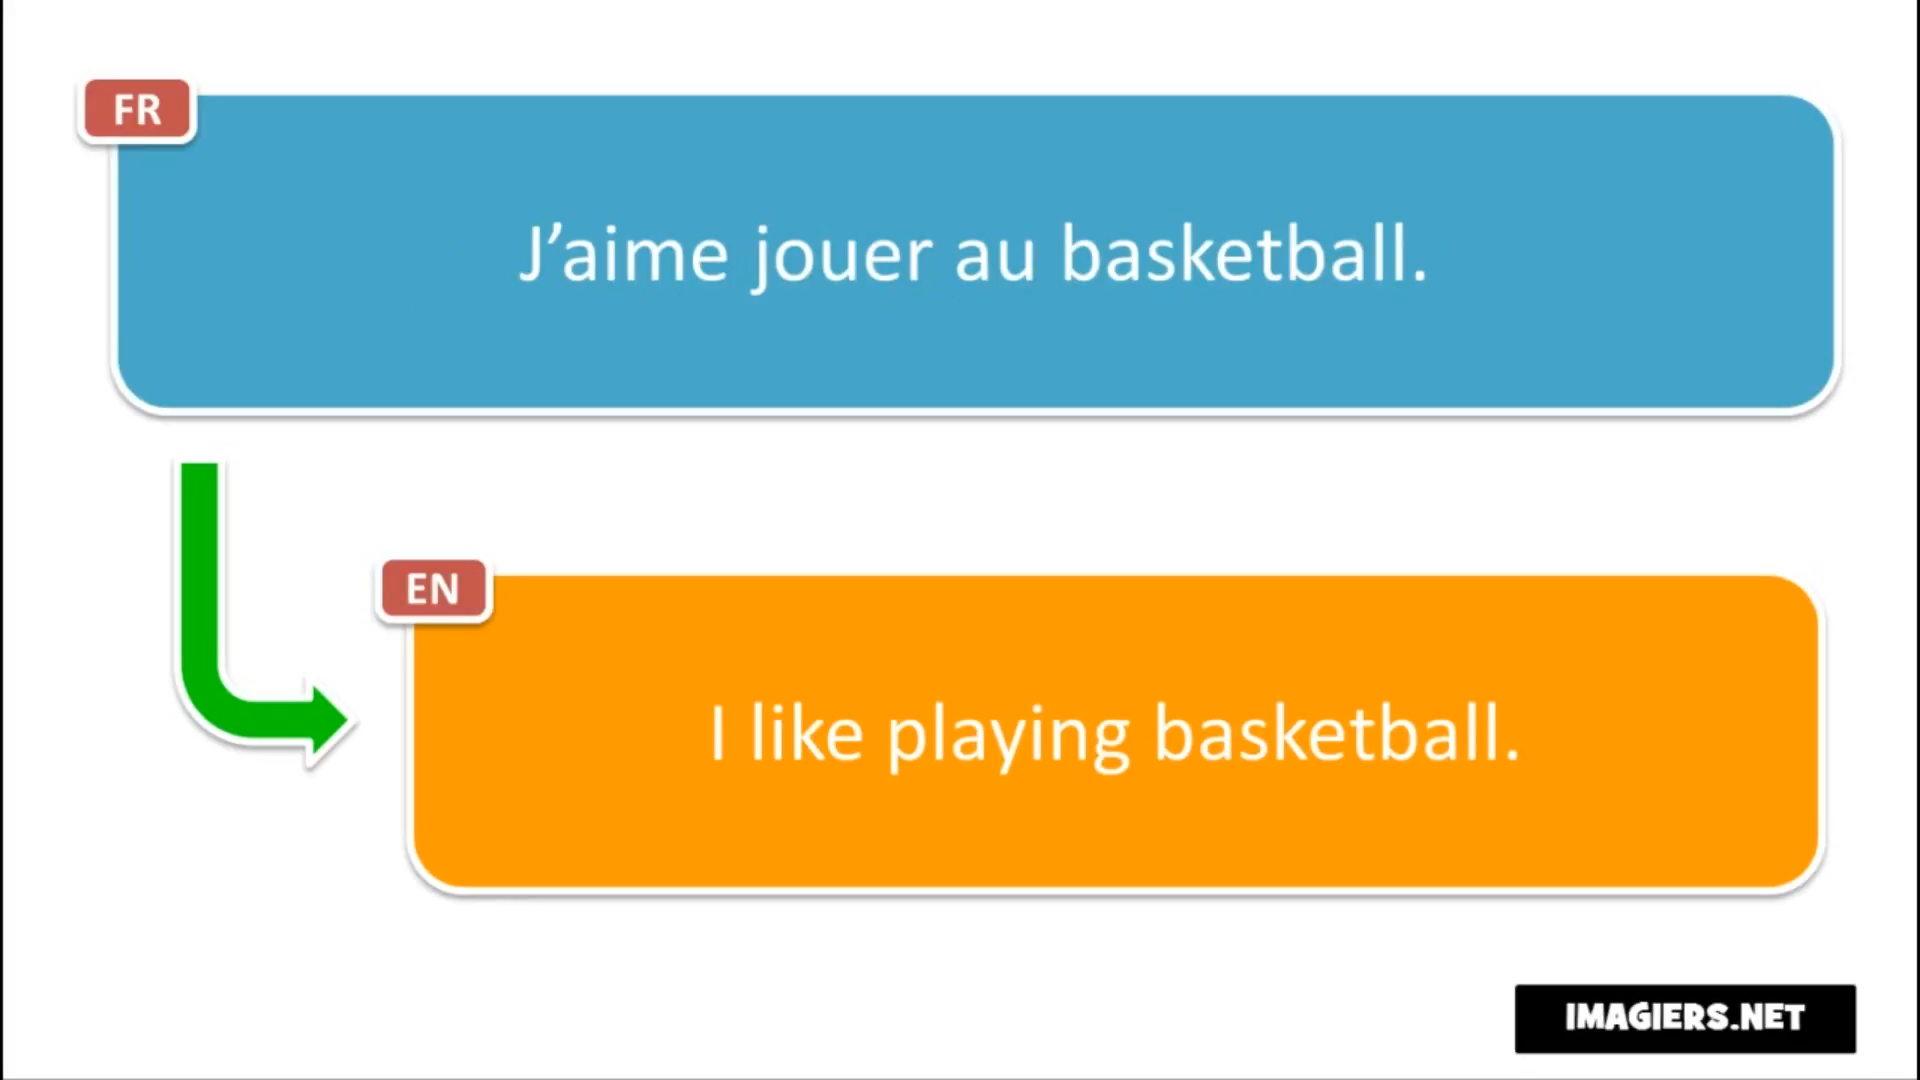 FR
J’aime jouer au basketball.
EN
I like playing basketball.
IMAGIERS.NET